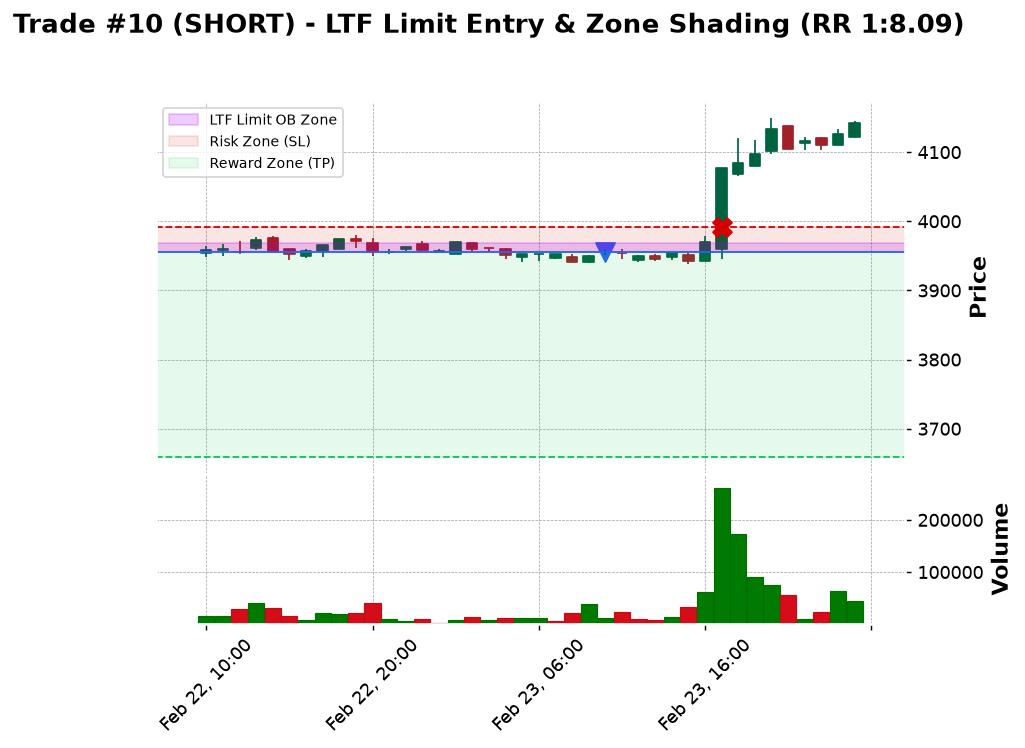 Trade #10 (SHORT) - LTF Limit Entry & Zone Shading (RR 1:8.09)
LTF Limit OB Zone
Risk Zone (SL)
Reward Zone (TP)
4100
4000
3900
3800
3700
Price
200000
100000
Volume
Feb 22, 10:00
Feb 22, 20:00
Feb 23, 06:00
Feb 23, 16:00